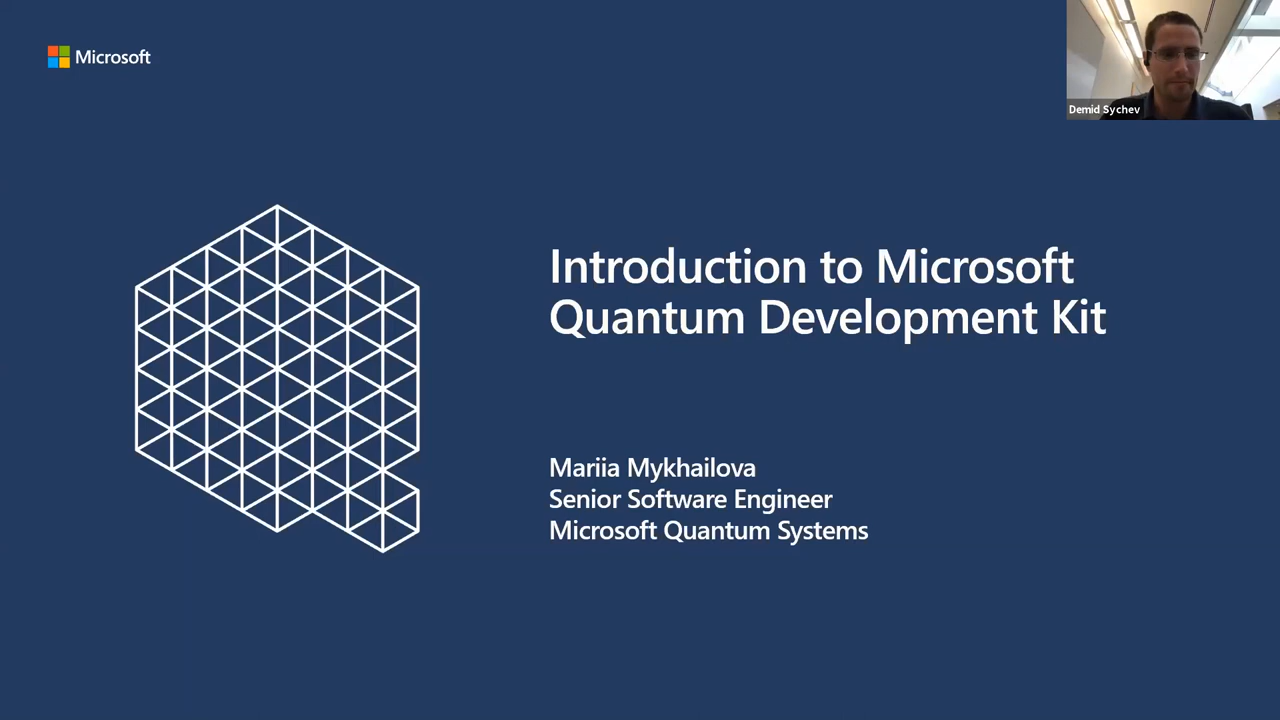 Microsoft
Demid Sychev
Introduction to Microsoft
Quantum Development Kit
Mariia Mykhailova
Senior Software Engineer
Microsoft Quantum Systems